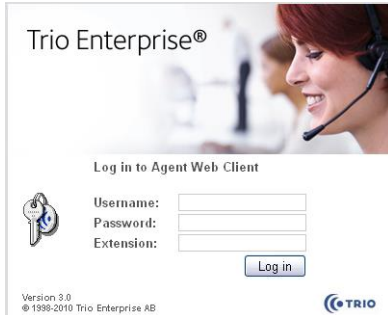 Trio Enterprise®
Log in to Agent Web Client
Username:
Password:
Extension:
Log in
Version 3.0
© 1998-2010 Trio Enterprise AB
TRIO